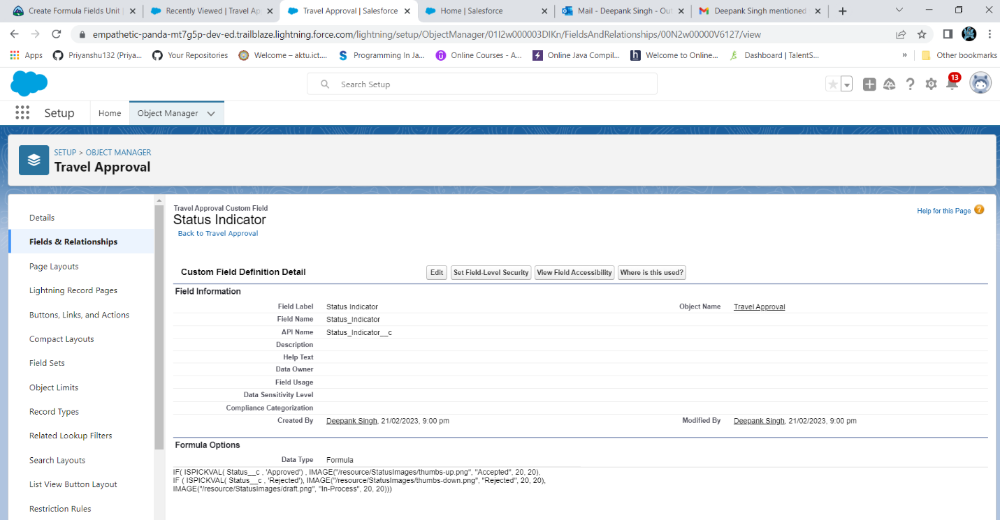 Create Formula Fields Unit
Recently Viewed | Travel Ap
Travel Approval | Salesforce
Home | Salesforce
Mail - Deepank Singh - Out
Deepank Singh mentioned
empathetic-panda-mt7g5p-dev-ed.trailblaze.lightning.force.com/lightning/setup/ObjectManager/01I2w000003DIKn/FieldsAndRelationships/00N2w00000V6127/view
Apps
Priyanshu132 (Priya...
Your Repositories
Welcome – aktu.ict....
Programming In Ja...
Online Courses - A...
Online Java Compil...
Welcome to Online...
Dashboard | TalentS...
»
Other bookmarks
Search Setup
13
Setup
Home
Object Manager
SETUP > OBJECT MANAGER
Travel Approval
Details
Fields & Relationships
Page Layouts
Lightning Record Pages
Buttons, Links, and Actions
Compact Layouts
Field Sets
Object Limits
Record Types
Related Lookup Filters
Search Layouts
List View Button Layout
Restriction Rules
Travel Approval Custom Field
Status Indicator
Back to Travel Approval
Help for this Page ?
Custom Field Definition Detail
Edit
Set Field-Level Security
View Field Accessibility
Where is this used?
Field Information
Field Label Status Indicator Object Name Travel Approval
Field Name Status_Indicator
API Name Status_Indicator__c
Description
Help Text
Data Owner
Field Usage
Data Sensitivity Level
Compliance Categorization
Created By Deepank Singh, 21/02/2023, 9:00 pm Modified By Deepank Singh, 21/02/2023, 9:00 pm
Formula Options
Data Type Formula
IF( ISPICKVAL( Status__c , 'Approved') , IMAGE("/resource/StatusImages/thumbs-up.png", "Accepted", 20, 20),
IF ( ISPICKVAL( Status__c , 'Rejected'), IMAGE("/resource/StatusImages/thumbs-down.png", "Rejected", 20, 20),
IMAGE("/resource/StatusImages/draft.png", "In-Process", 20, 20)))